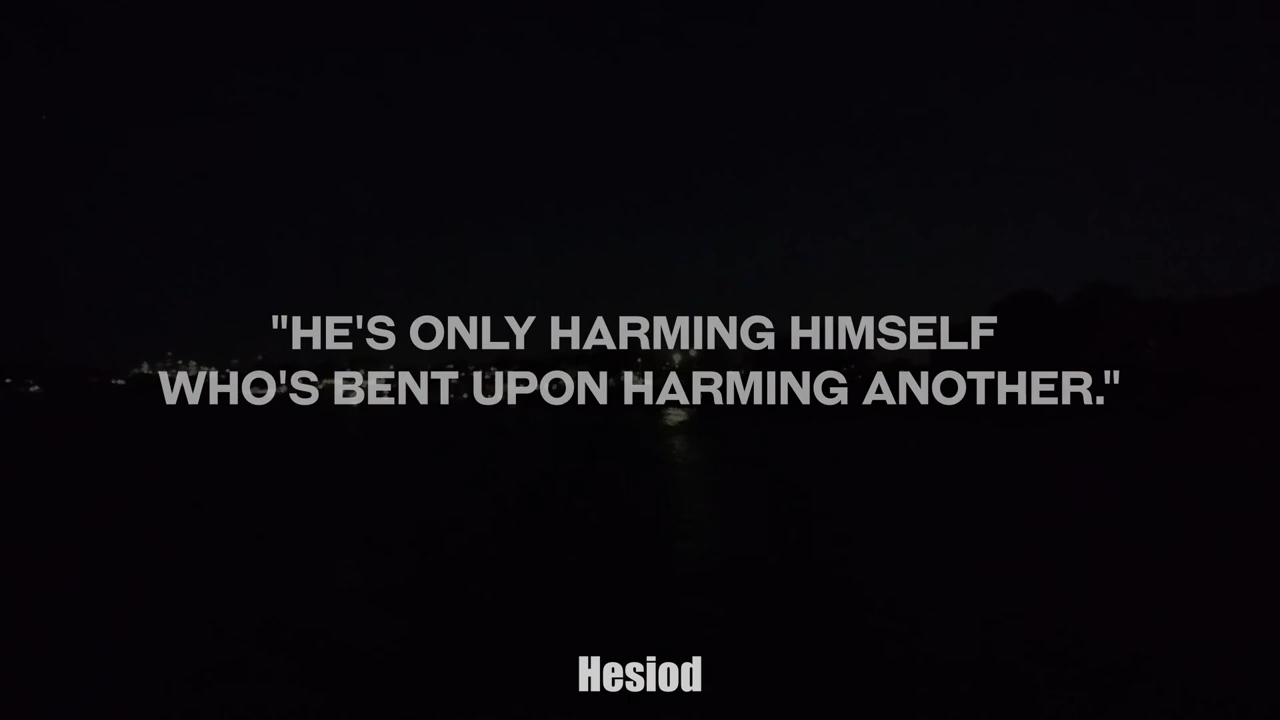 "HE'S ONLY HARMING HIMSELF
WHO'S BENT UPON HARMING ANOTHER."
Hesiod